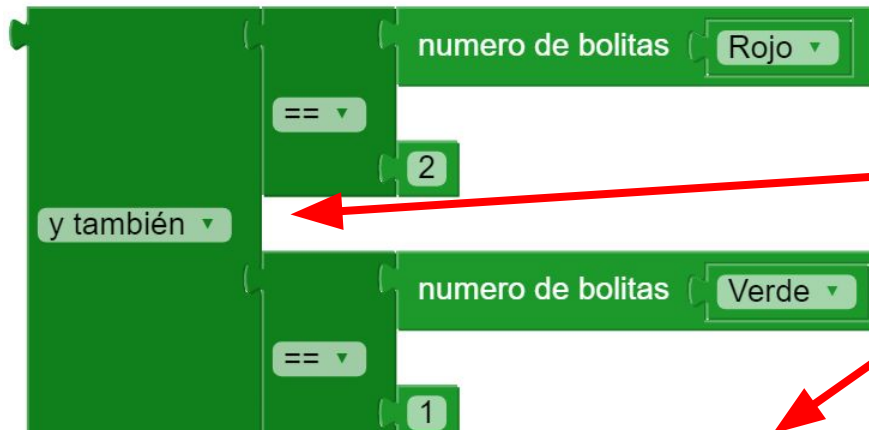 numero de bolitas Rojo
==
2
y también
numero de bolitas Verde
==
1